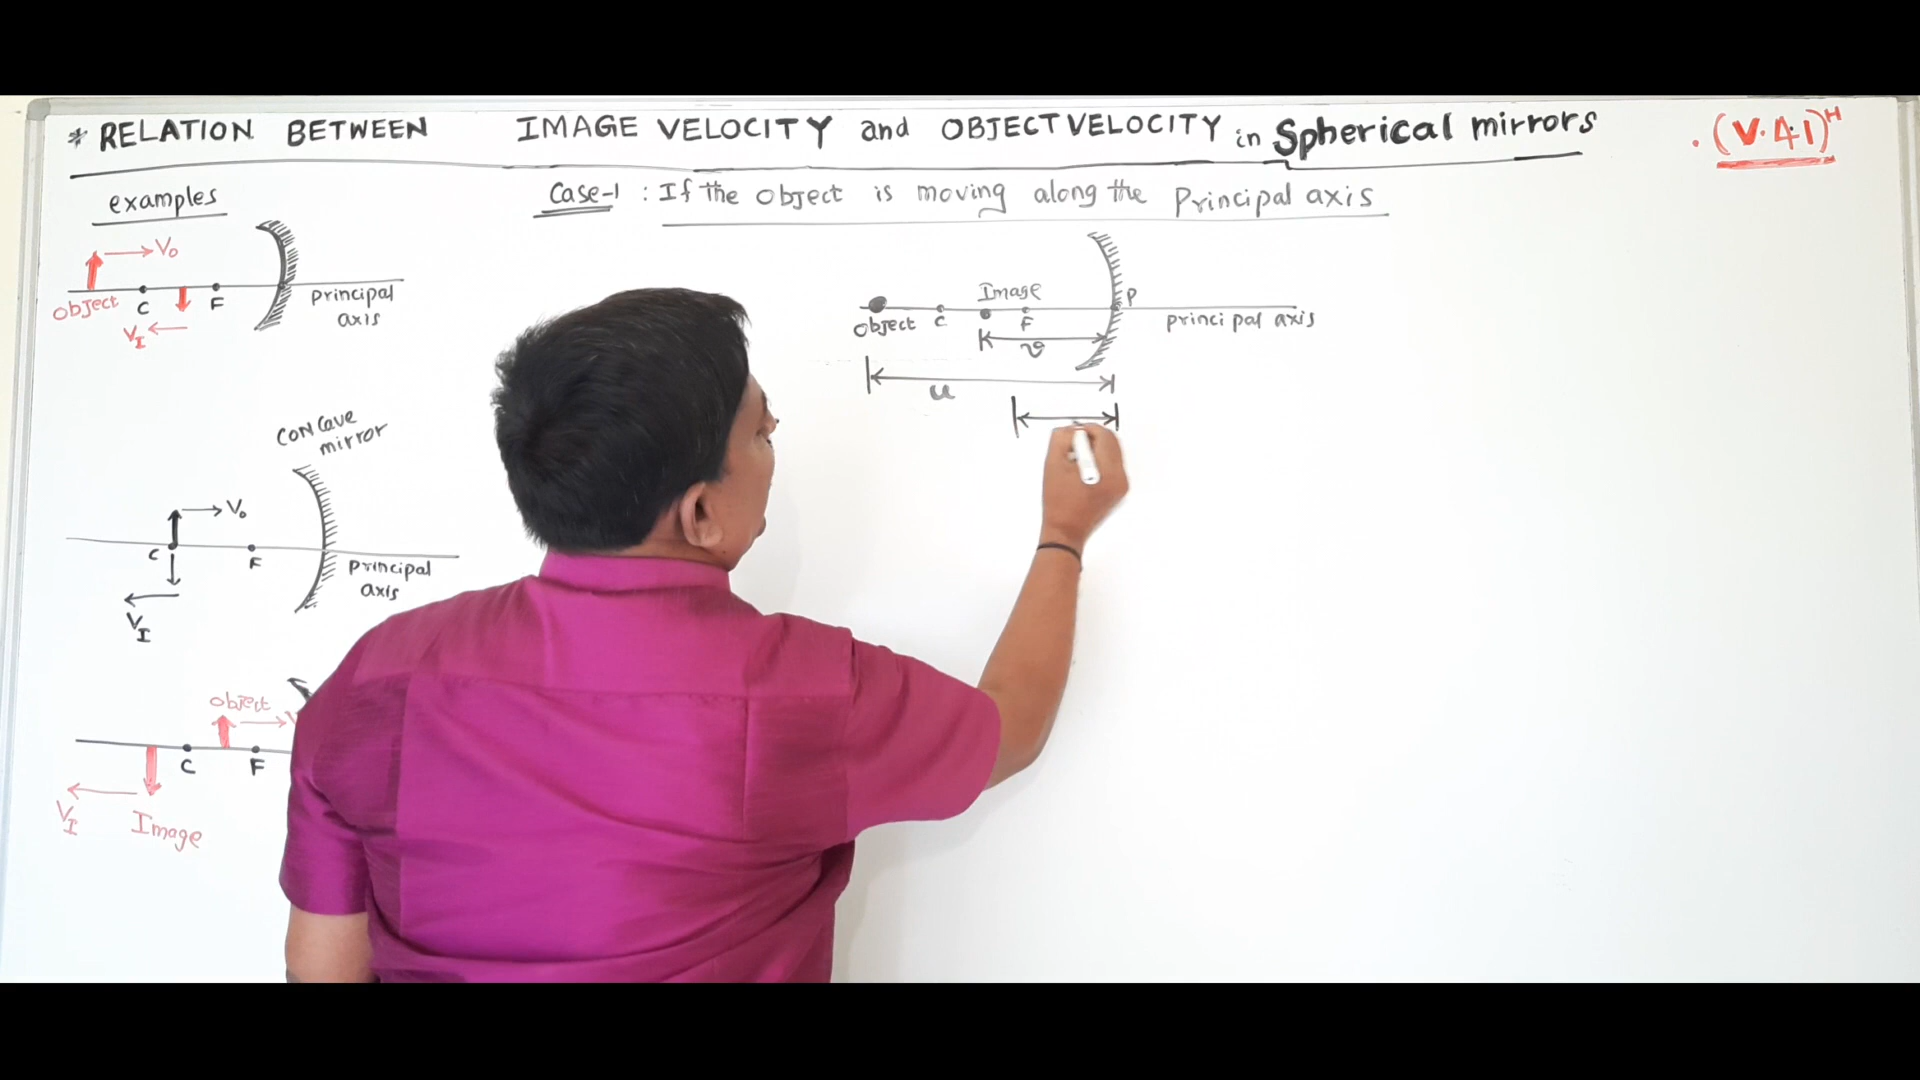 * RELATION BETWEEN IMAGE VELOCITY and OBJECT VELOCITY in Spherical mirrors
. (V.41)ᴴ
examples
Case-1 : If the object is moving along the Principal axis
V₀
object
C
F
principal
axis
V_I
Image
P
object
C
F
principal axis
v
u
concave
mirror
V₀
C
F
principal
axis
V_I
object
C
F
V_I
Image